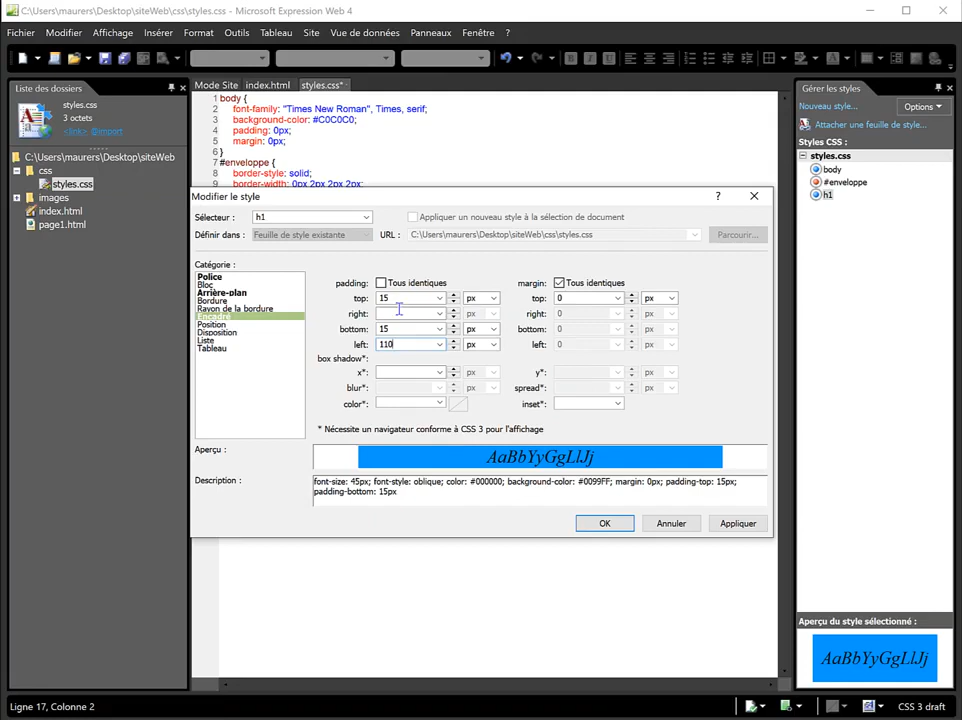 C:\Users\maurers\Desktop\siteWeb\css\styles.css - Microsoft Expression Web 4
Fichier Modifier Affichage Insérer Format Outils Tableau Site Vue de données Panneaux Fenêtre ?
Liste des dossiers
styles.css
3 octets
<link> @import
C:\Users\maurers\Desktop\siteWeb
css
styles.css
images
index.html
page1.html
Mode Site index.html styles.css*
1 body {
2 font-family: "Times New Roman", Times, serif;
3 background-color: #C0C0C0;
4 padding: 0px;
5 margin: 0px;
6 }
7 #enveloppe {
8 border-style: solid;
9 border-width: 0px 2px 2px 2px;
Gérer les styles
Nouveau style... Options
Attacher une feuille de style...
Styles CSS :
styles.css
body
#enveloppe
h1
Modifier le style
?
Sélecteur : h1
Appliquer un nouveau style à la sélection de document
Définir dans : Feuille de style existante
URL : C:\Users\maurers\Desktop\siteWeb\css\styles.css
Parcourir...
Catégorie :
Police
Bloc
Arrière-plan
Bordure
Rayon de la bordure
Encadré
Position
Disposition
Liste
Tableau
padding: Tous identiques
top: 15 px
right: px
bottom: 15 px
left: 110 px
margin: Tous identiques
top: 0 px
right: 0 px
bottom: 0 px
left: 0 px
box shadow*:
x*: px
y*: px
blur*: px
spread*: px
color*:
inset*:
* Nécessite un navigateur conforme à CSS 3 pour l'affichage
Aperçu :
AaBbYyGgLlJj
Description :
font-size: 45px; font-style: oblique; color: #000000; background-color: #0099FF; margin: 0px; padding-top: 15px;
padding-bottom: 15px
OK Annuler Appliquer
Aperçu du style sélectionné :
AaBbYyGgLlJj
Ligne 17, Colonne 2
CSS 3 draft